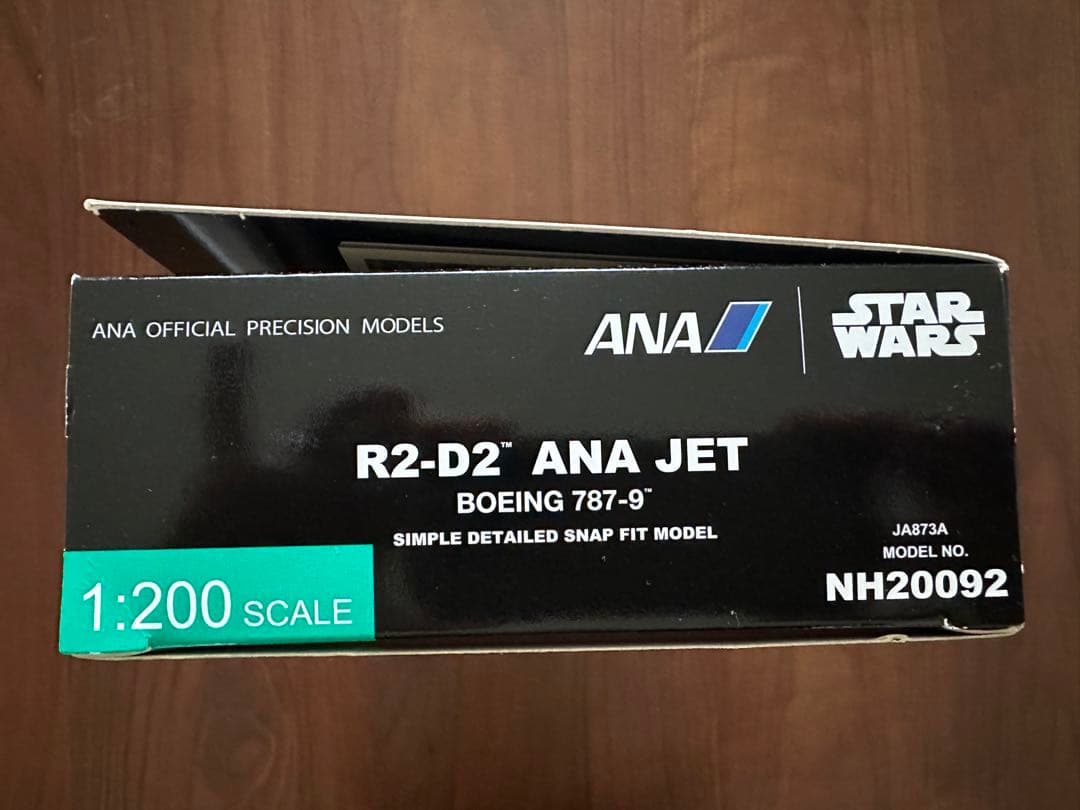 ANA OFFICIAL PRECISION MODELS
ANA
STAR
WARS
R2-D2™ ANA JET
BOEING 787-9™
SIMPLE DETAILED SNAP FIT MODEL
JA873A
MODEL NO.
NH20092
1:200 SCALE